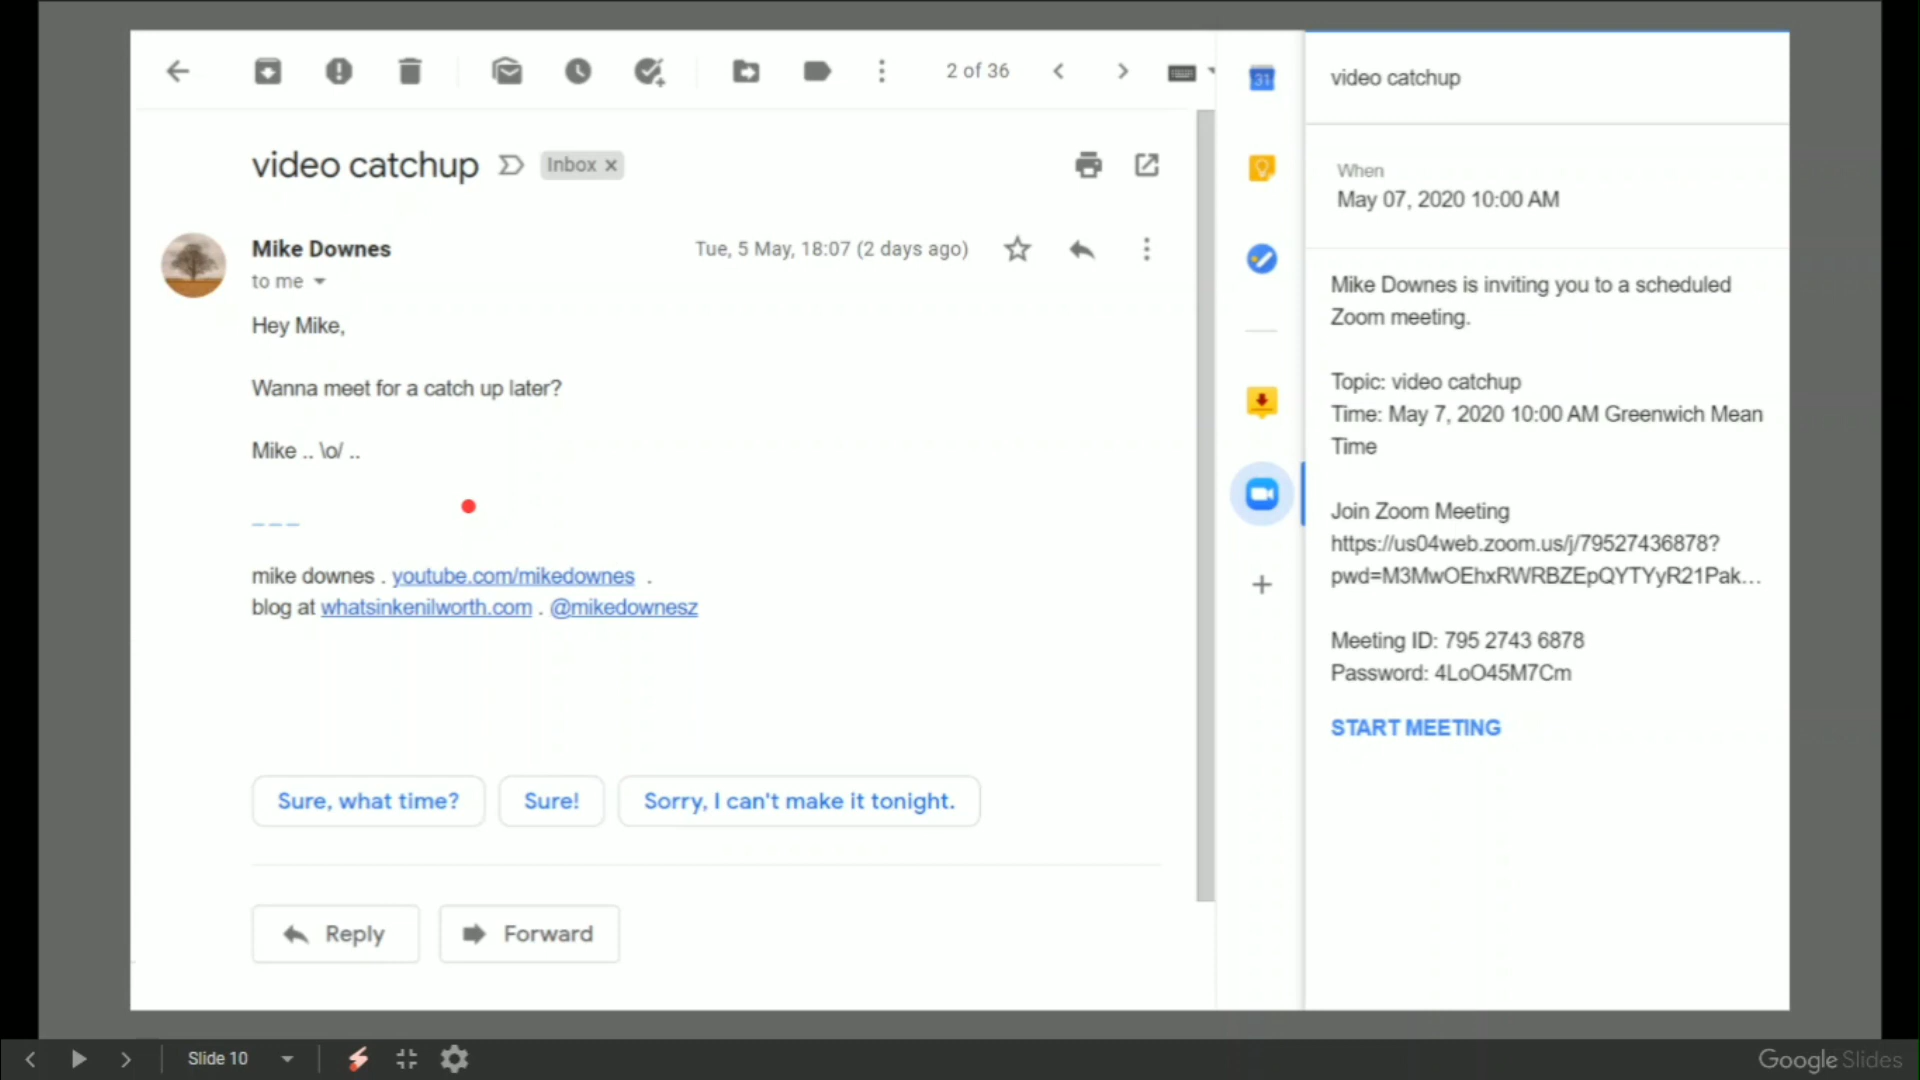 2 of 36
video catchup
Inbox
Mike Downes
Tue, 5 May, 18:07 (2 days ago)
to me
Hey Mike,
Wanna meet for a catch up later?
Mike .. \o/ ..
_ _ _
mike downes . youtube.com/mikedownes .
blog at whatsinkenilworth.com . @mikedownesz
Sure, what time?
Sure!
Sorry, I can't make it tonight.
Reply
Forward
31
video catchup
When
May 07, 2020 10:00 AM
Mike Downes is inviting you to a scheduled
Zoom meeting.
Topic: video catchup
Time: May 7, 2020 10:00 AM Greenwich Mean
Time
Join Zoom Meeting
https://us04web.zoom.us/j/79527436878?
pwd=M3MwOEhxRWRBZEpQYTYyR21Pak...
Meeting ID: 795 2743 6878
Password: 4LoO45M7Cm
START MEETING
Slide 10
Google Slides